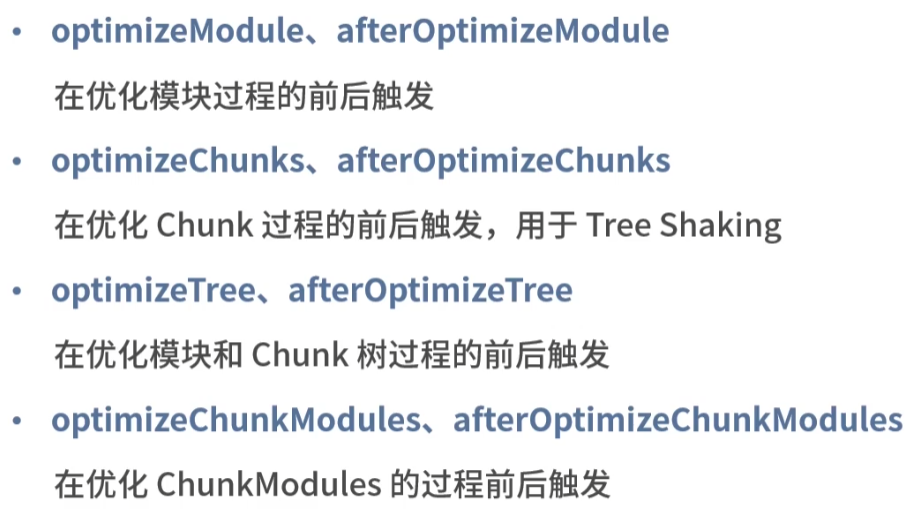 • optimizeModule、afterOptimizeModule
在优化模块过程的前后触发
• optimizeChunks、afterOptimizeChunks
在优化 Chunk 过程的前后触发，用于 Tree Shaking
• optimizeTree、afterOptimizeTree
在优化模块和 Chunk 树过程的前后触发
• optimizeChunkModules、afterOptimizeChunkModules
在优化 ChunkModules 的过程前后触发